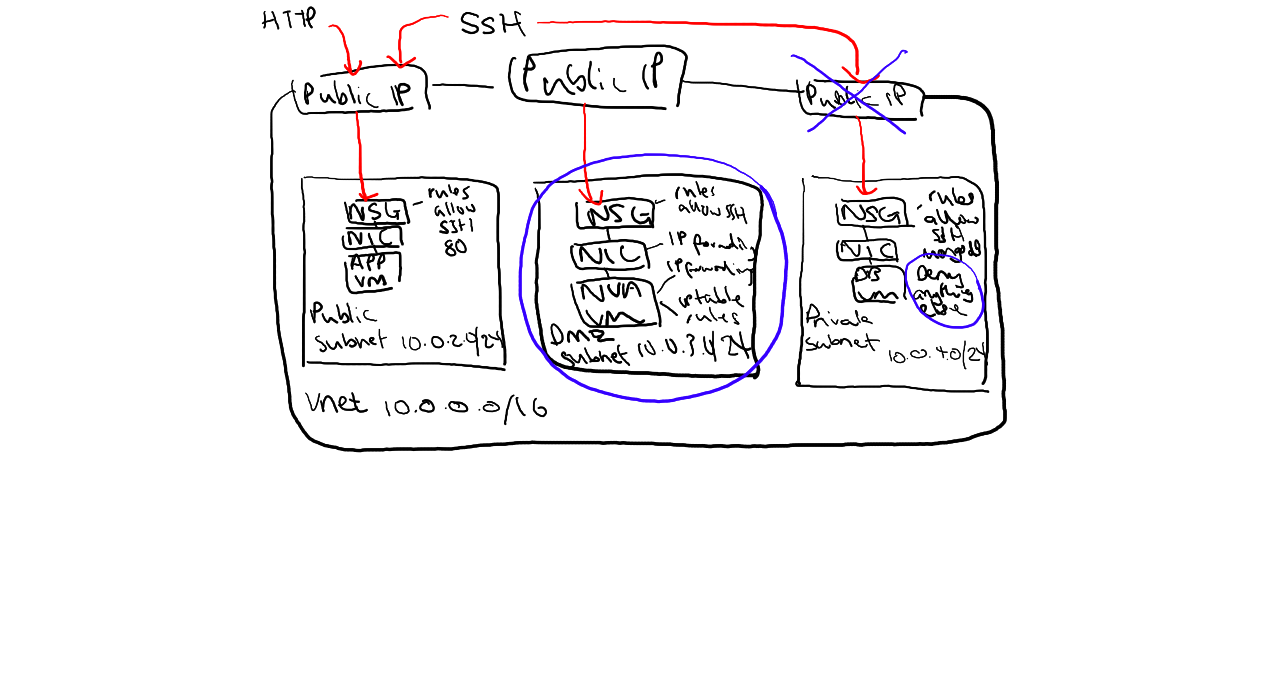 HTTP
SSH
Public IP
Public IP
Public IP
NSG
rules
allow
SSH
80
NIC
APP
VM
Public
subnet 10.0.2.0/24
NSG
rules
allow SSH
NIC
IP forwarding
IP forwarding
NVA
VM
iptable
rules
DMZ
subnet 10.0.3.0/24
NSG
rules
allow
SSH
mongodb
NIC
DB
VM
Deny
anything
else
Private
subnet
10.0.4.0/24
Vnet 10.0.0.0/16